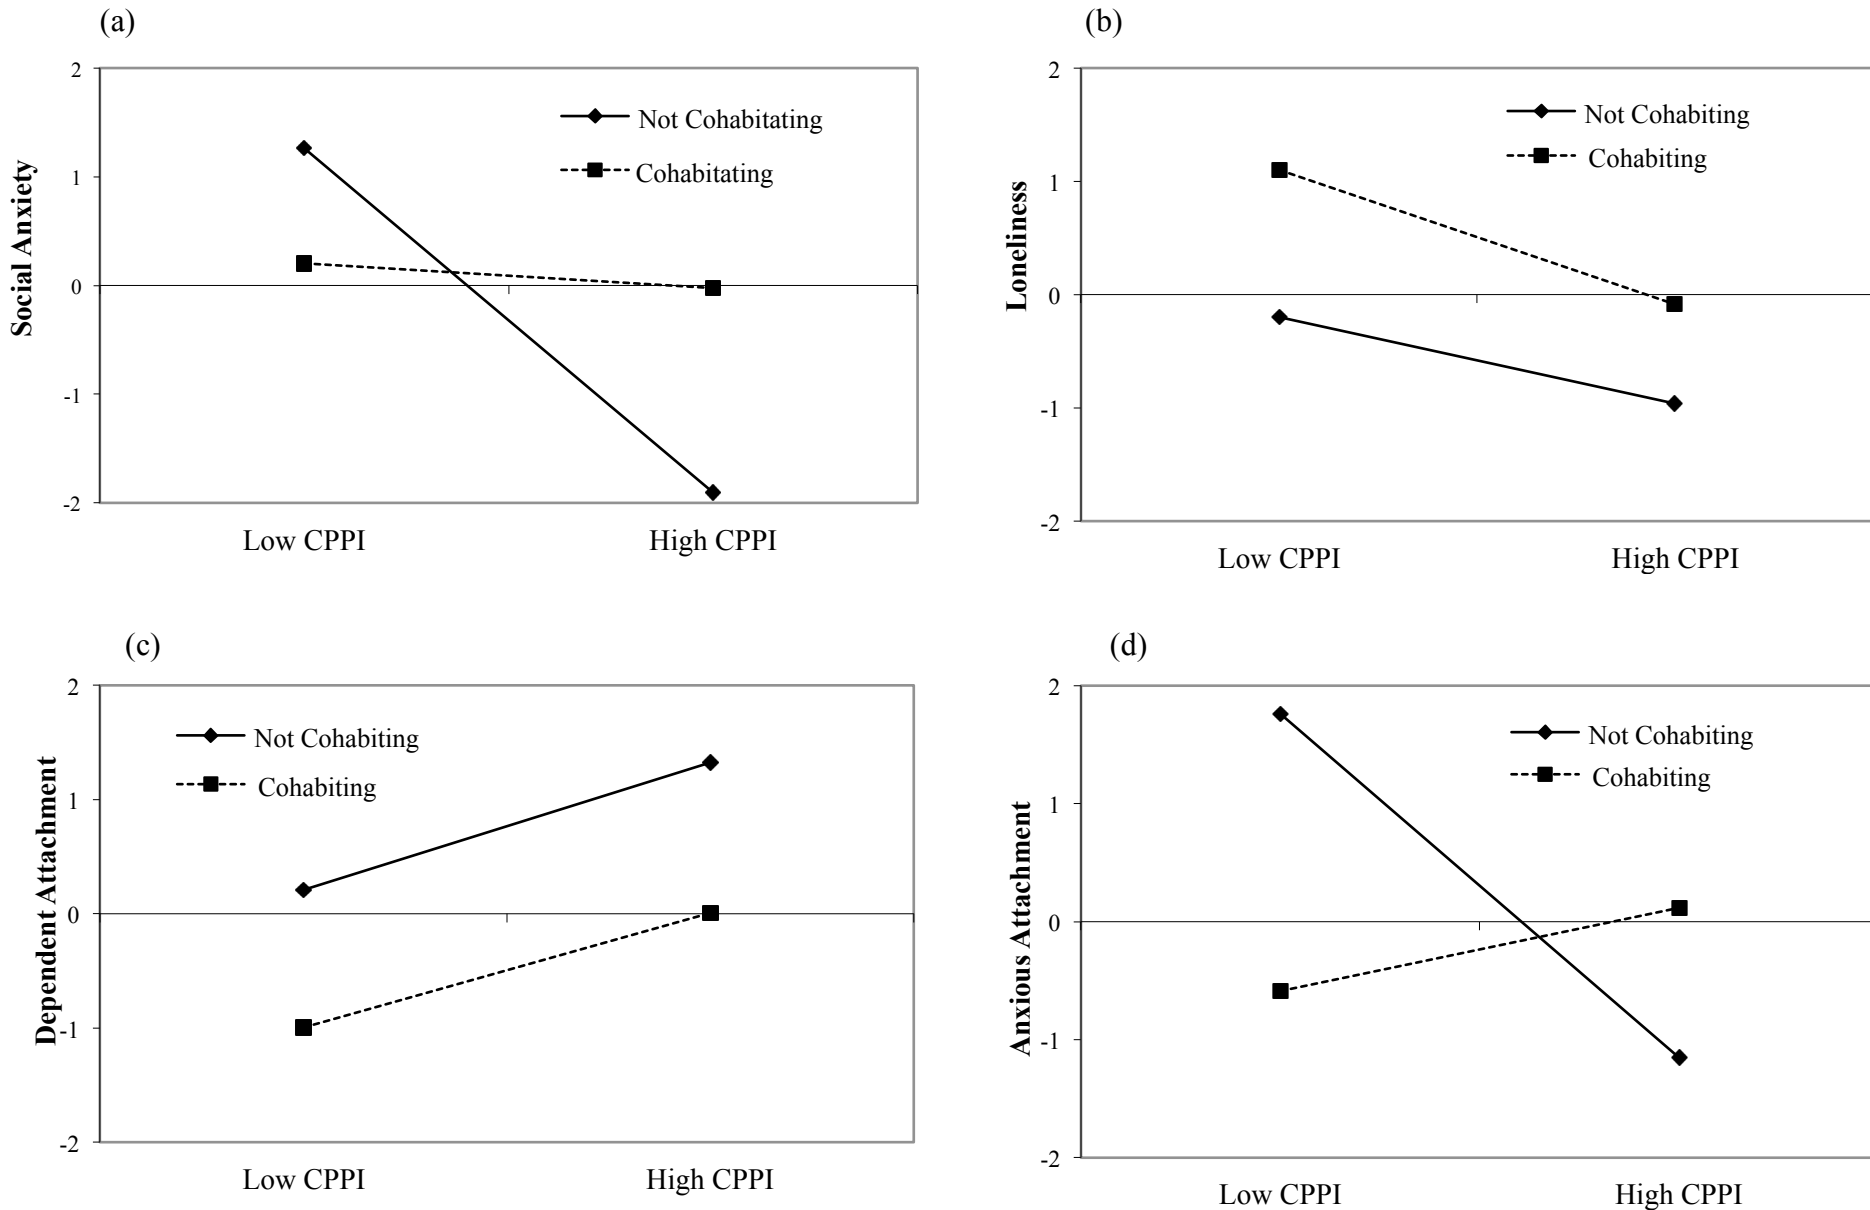 (a)
2
1
0
-1
-2
Social Anxiety
Not Cohabitating
Cohabitating
Low CPPI
High CPPI
(b)
2
1
0
-1
-2
Loneliness
Not Cohabiting
Cohabiting
Low CPPI
High CPPI
(c)
2
1
0
-1
-2
Dependent Attachment
Not Cohabiting
Cohabiting
Low CPPI
High CPPI
(d)
2
1
0
-1
-2
Anxious Attachment
Not Cohabiting
Cohabiting
Low CPPI
High CPPI